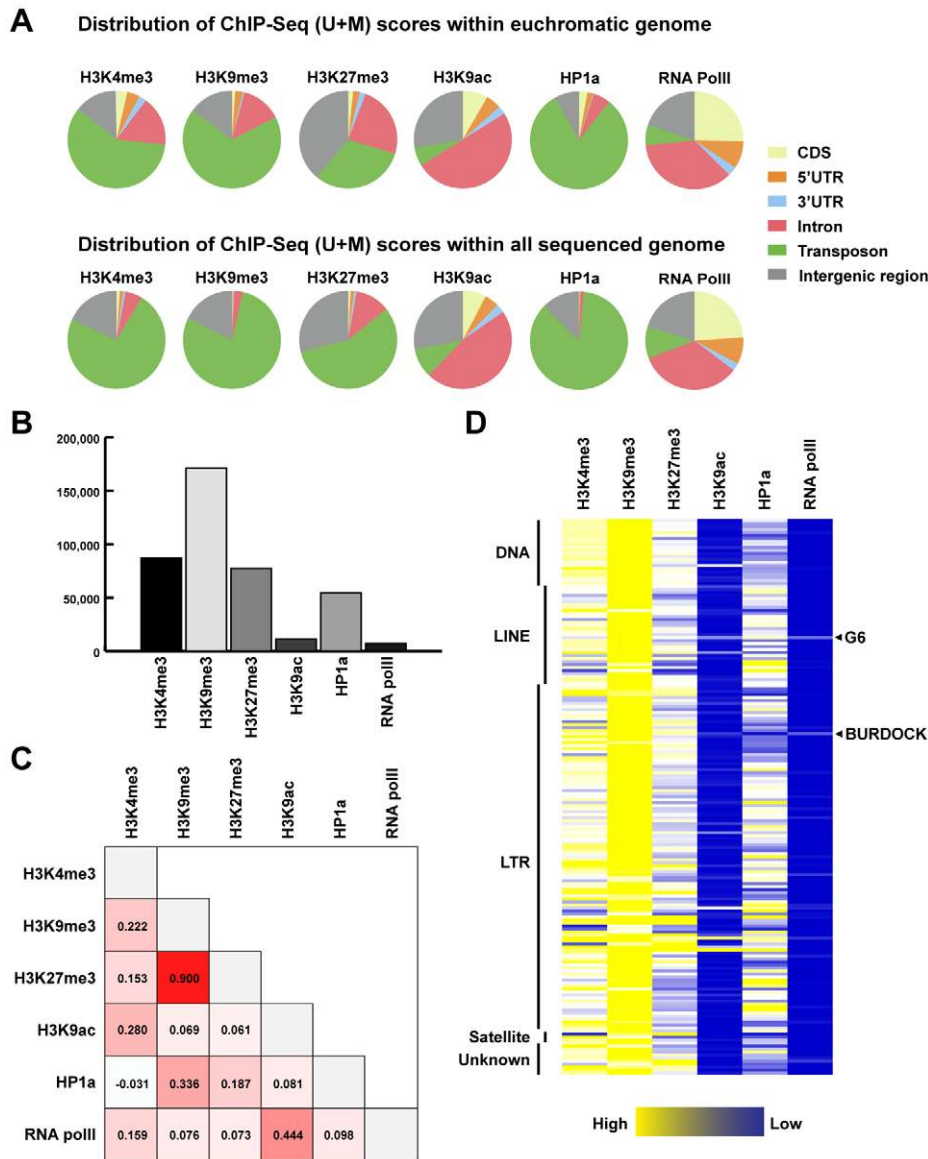 A
Distribution of ChIP-Seq (U+M) scores within euchromatic genome
H3K4me3 H3K9me3 H3K27me3 H3K9ac HP1a RNA PolII
CDS
5'UTR
3'UTR
Intron
Transposon
Intergenic region
Distribution of ChIP-Seq (U+M) scores within all sequenced genome
H3K4me3 H3K9me3 H3K27me3 H3K9ac HP1a RNA PolII
B
200,000
150,000
100,000
50,000
0
H3K4me3 H3K9me3 H3K27me3 H3K9ac HP1a RNA polII
C
H3K4me3 H3K9me3 H3K27me3 H3K9ac HP1a RNA polII
H3K4me3
H3K9me3 0.222
H3K27me3 0.153 0.900
H3K9ac 0.280 0.069 0.061
HP1a -0.031 0.336 0.187 0.081
RNA polII 0.159 0.076 0.073 0.444 0.098
D
H3K4me3 H3K9me3 H3K27me3 H3K9ac HP1a RNA polII
DNA
LINE
G6
BURDOCK
LTR
Satellite
Unknown
High Low